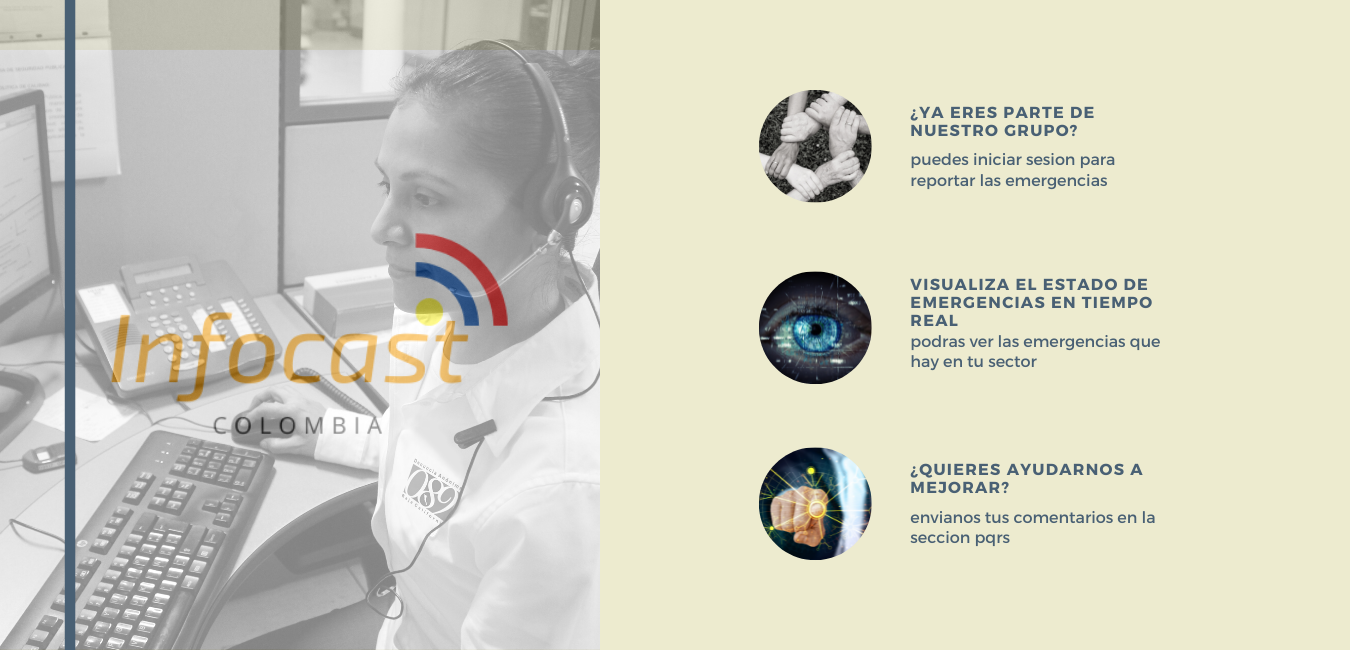 Infocast
COLOMBIA
089
¿YA ERES PARTE DE
NUESTRO GRUPO?
puedes iniciar sesion para
reportar las emergencias
VISUALIZA EL ESTADO DE
EMERGENCIAS EN TIEMPO
REAL
podras ver las emergencias que
hay en tu sector
¿QUIERES AYUDARNOS A
MEJORAR?
envianos tus comentarios en la
seccion pqrs